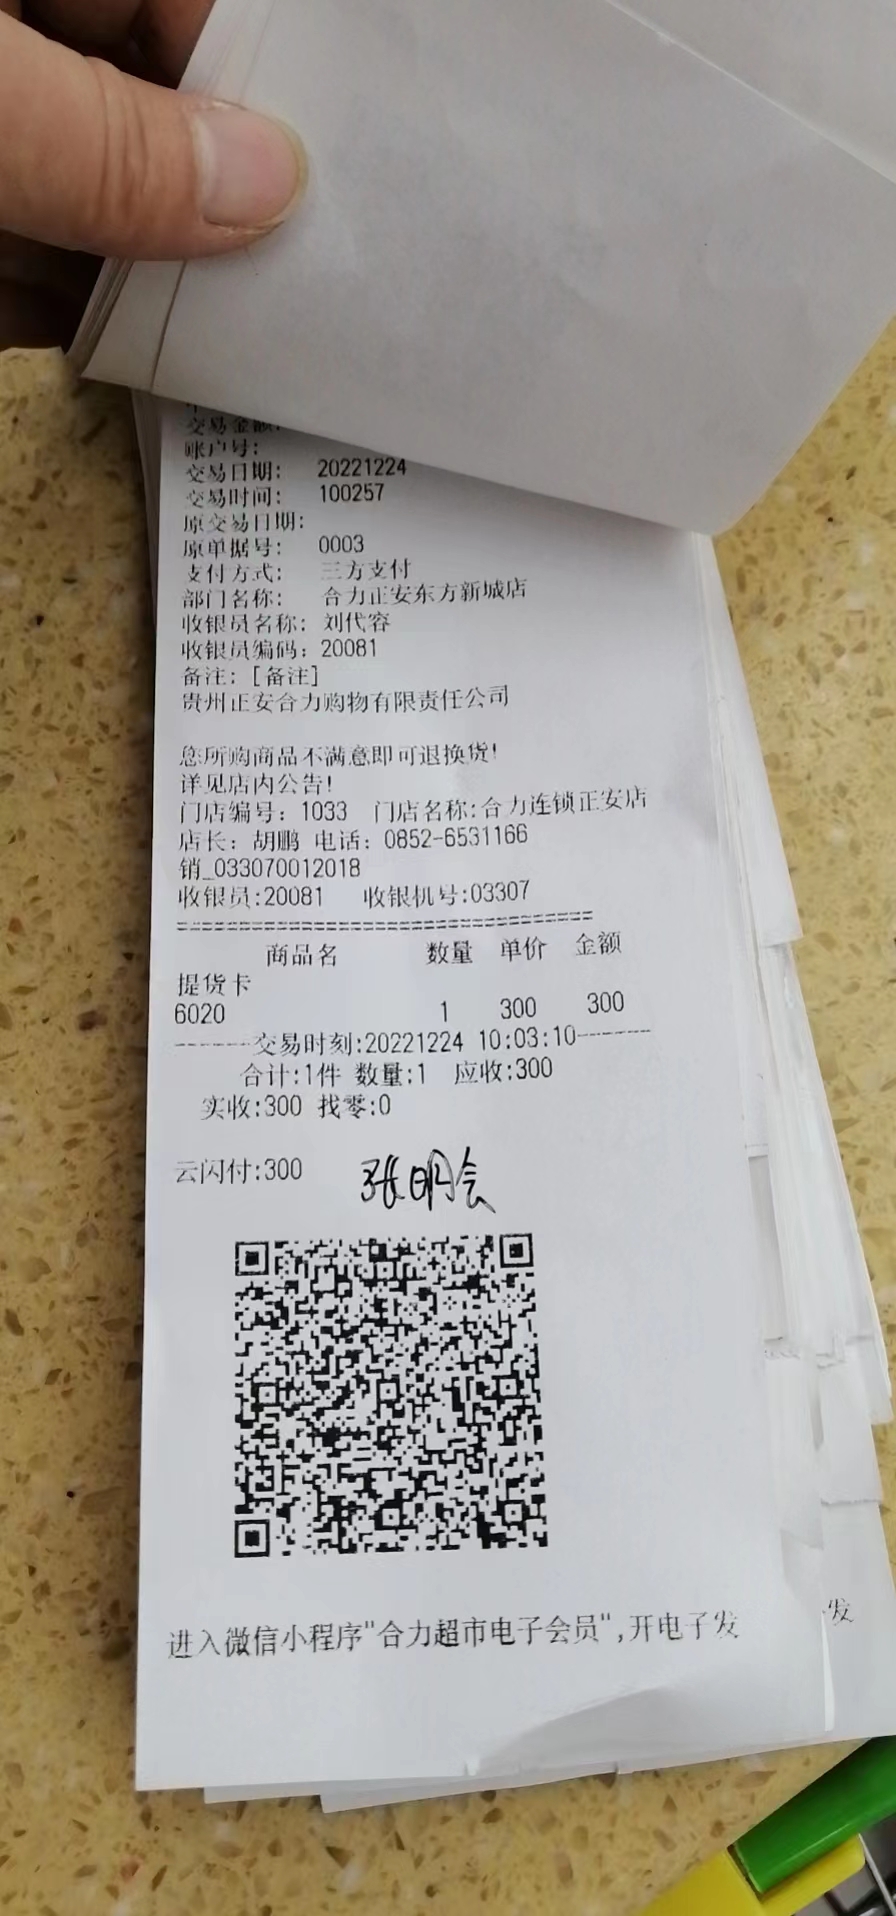 交易金额:
账户号:
交易日期: 20221224
交易时间: 100257
原交易日期:
原单据号: 0003
支付方式: 三方支付
部门名称: 合力正安东方新城店
收银员名称: 刘代容
收银员编码: 20081
备注: [备注]
贵州正安合力购物有限责任公司
您所购商品不满意即可退换货!
详见店内公告!
门店编号: 1033 门店名称:合力连锁正安店
店长: 胡鹏 电话: 0852-6531166
销_033070012018
收银员:20081 收银机号:03307
==========================================
商品名 数量 单价 金额
提货卡
6020 1 300 300
-------交易时刻:20221224 10:03:10-------
合计:1件 数量:1 应收:300
实收:300 找零:0
云闪付:300 张明会
进入微信小程序"合力超市电子会员",开电子发
发